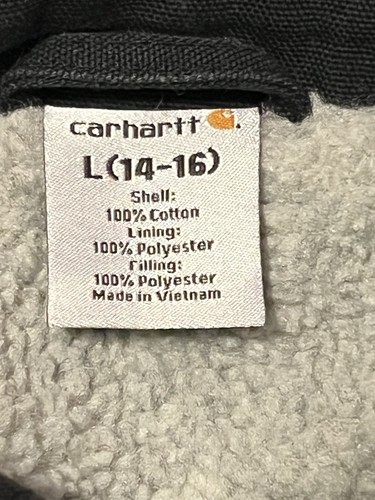 carhartt
L(14-16)
Shell:
100% Cotton
Lining:
100% Polyester
Filling:
100% Polyester
Made in Vietnam